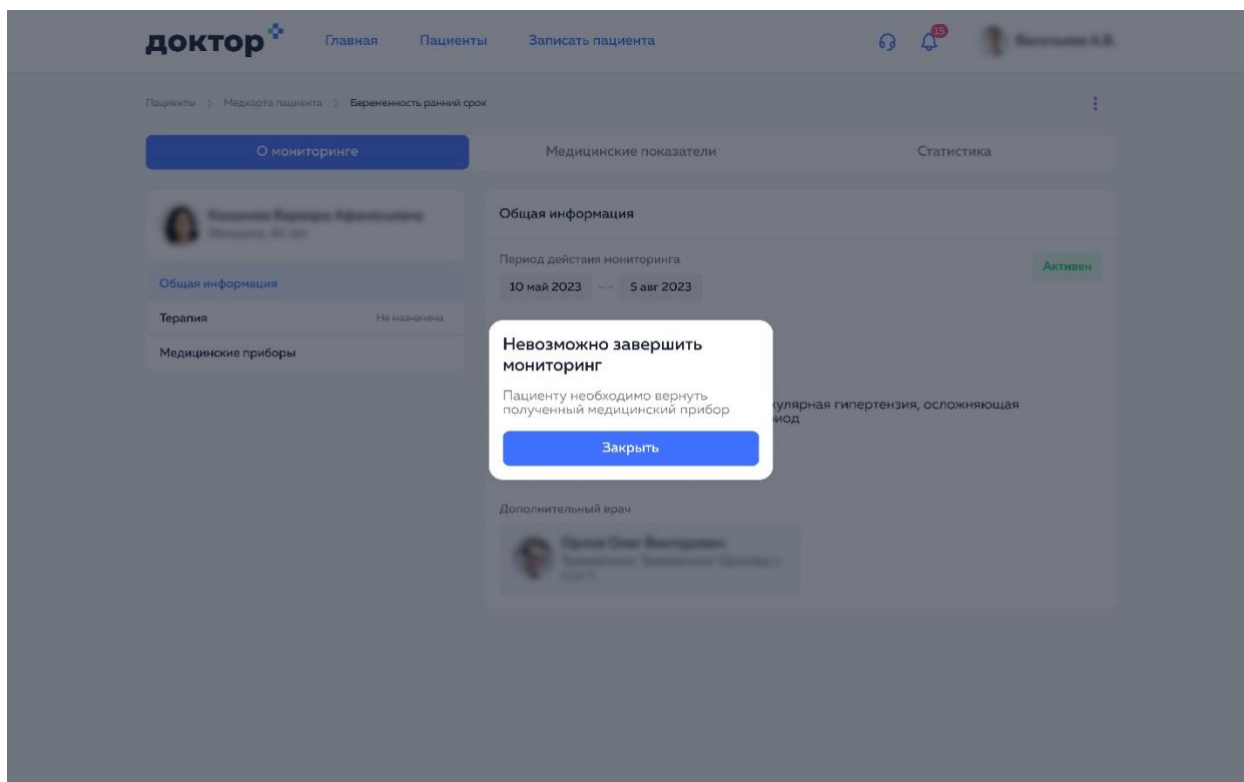 доктор
Главная Пациенты Записать пациента 15
Пациенты > Медкарта пациента > Беременность ранний срок
О мониторинге Медицинские показатели Статистика
Общая информация
Период действия мониторинга
Активен
10 май 2023 — 5 авг 2023
Общая информация
Терапия Не назначена
Медицинские приборы
Невозможно завершить
мониторинг
Пациенту необходимо вернуть
полученный медицинский прибор
Закрыть
кулярная гипертензия, осложняющая
иод
Дополнительный врач